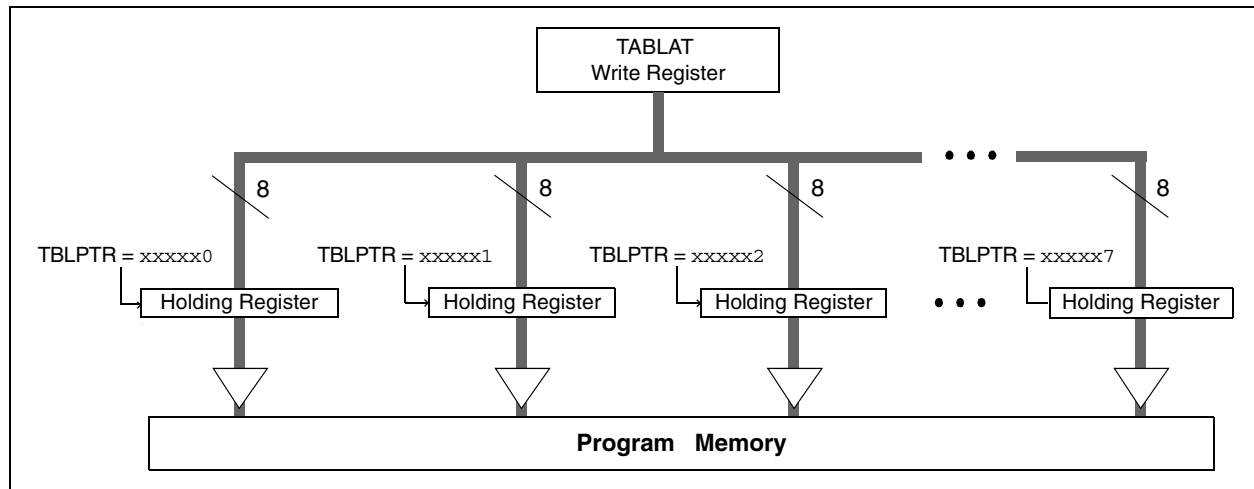 TABLAT
Write Register
• • •
8 8 8 8
TBLPTR = xxxxx0 TBLPTR = xxxxx1 TBLPTR = xxxxx2 TBLPTR = xxxxx7
Holding Register Holding Register Holding Register • • • Holding Register
Program Memory